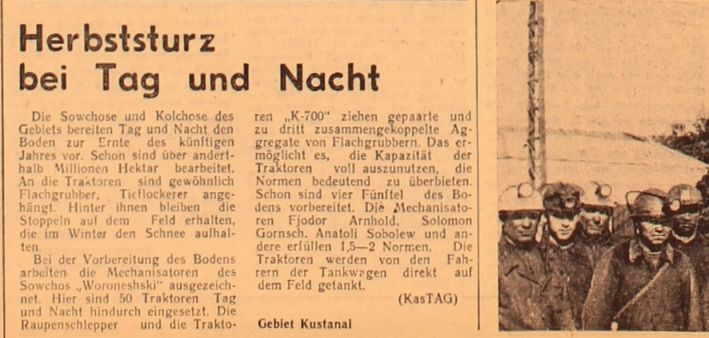 Herbststurz
bei Tag und Nacht
Die Sowchose und Kolchose des
Gebiets bereiten Tag und Nacht den
Boden zur Ernte des künftigen
Jahres vor. Schon sind über andert-
halb Millionen Hektar bearbeitet.
An die Traktoren sind gewöhnlich
Flachgrubber, Tieflockerer ange-
hängt. Hinter ihnen bleiben die
Stoppeln auf dem Feld erhalten,
die im Winter den Schnee aufhal-
ten
Bei der Vorbereitung des Bodens
arbeiten die Mechanisatoren des
Sowchos „Woroneshski" ausgezeich-
net. Hier sind 50 Traktoren Tag
und Nacht hindurch eingesetzt. Die
Raupenschlepper und die Trakto-
ren „K-700" ziehen gepaarte und
zu dritt zusammengekoppelte Ag-
gregate von Flachgrubbern. Das er-
möglicht es, die Kapazität der
Traktoren voll auszunutzen, die
Normen bedeutend zu überbieten.
Schon sind vier Fünftel des Bo-
dens vorbereitet. Die Mechanisato-
ren Fjodor Arnhold, Solomon
Gornsch, Anatoli Sobolew und an-
dere erfüllen 1,5—2 Normen. Die
Traktoren werden von den Fah-
rern der Tankwagen direkt auf
dem Feld getankt.
(KasTAG)
Gebiet Kustanai